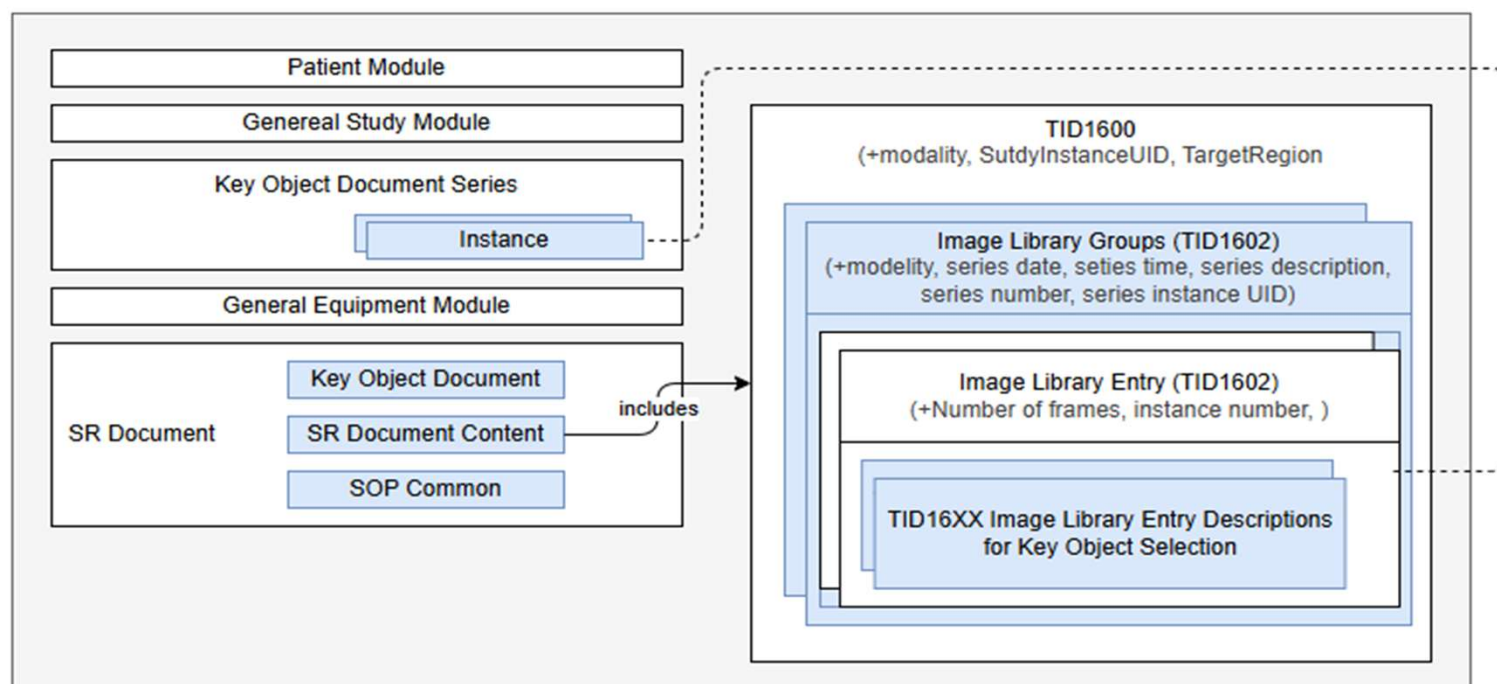 Patient Module
Genereal Study Module
Key Object Document Series
Instance
General Equipment Module
SR Document
Key Object Document
SR Document Content
SOP Common
includes
TID1600
(+modality, SutdyInstanceUID, TargetRegion
Image Library Groups (TID1602)
(+modelity, series date, seties time, series description,
series number, series instance UID)
Image Library Entry (TID1602)
(+Number of frames, instance number, )
TID16XX Image Library Entry Descriptions
for Key Object Selection